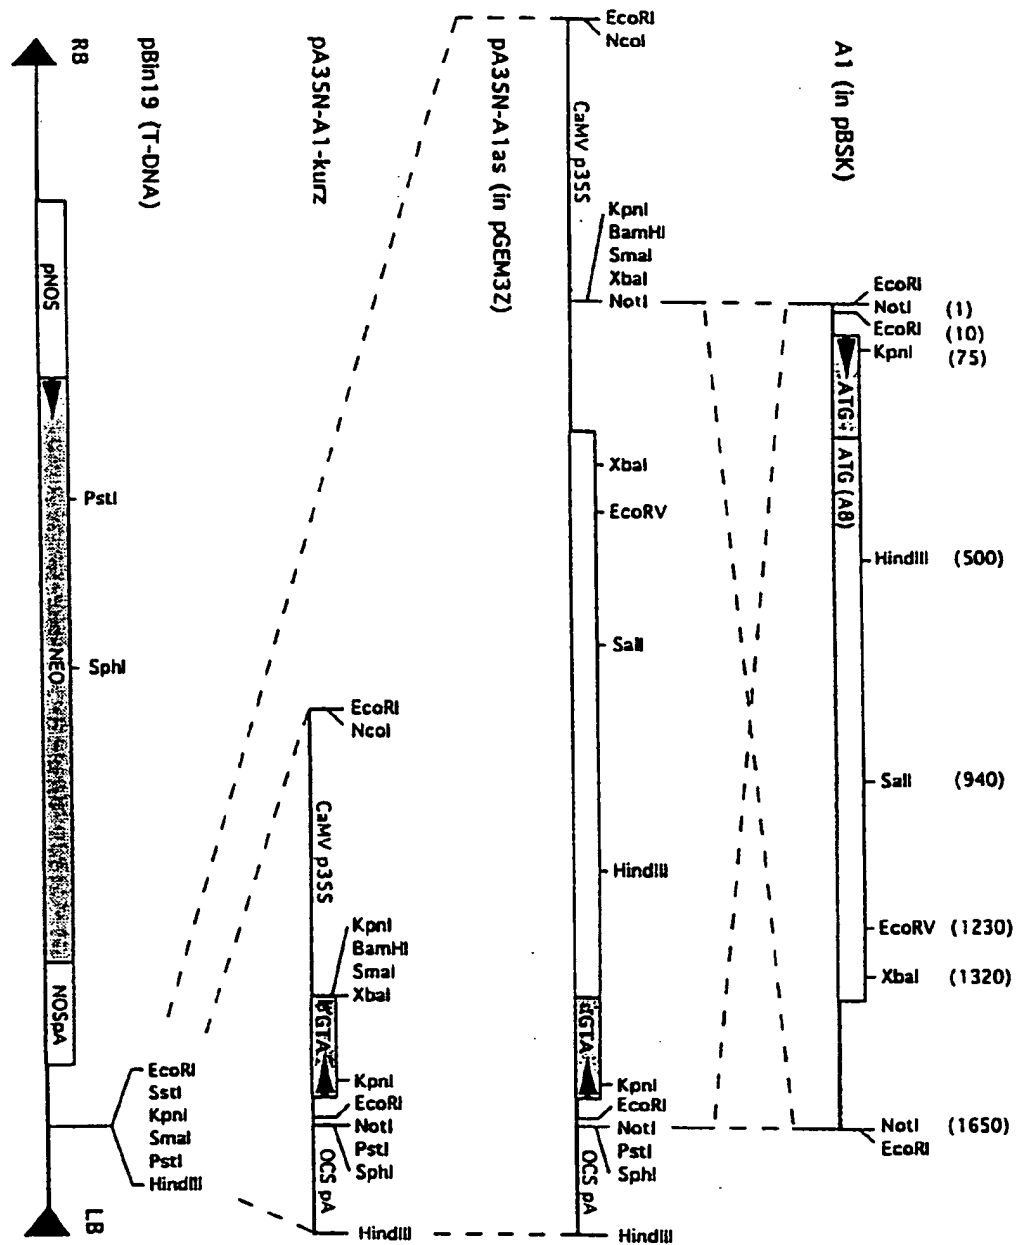 A1 (in pBSK)
EcoRI
NotI (1)
EcoRI (10)
KpnI (75)
ATG
ATG (A8)
HindIII (500)
SalI (940)
EcoRV (1230)
XbaI (1320)
NotI (1650)
EcoRI
pA35N-A1as (in pGEM3Z)
EcoRI
NcoI
CaMV p35S
KpnI
BamHI
SmaI
XbaI
NotI
XbaI
EcoRV
SalI
HindIII
GTA
KpnI
EcoRI
NotI
PstI
SphI
OCS pA
HindIII
pA35N-A1-kurz
EcoRI
NcoI
CaMV p35S
KpnI
BamHI
SmaI
XbaI
GTA
KpnI
EcoRI
NotI
PstI
SphI
OCS pA
HindIII
pBin19 (T-DNA)
RB
pNOS
PstI
SphI
NEO
NOSpA
EcoRI
SstI
KpnI
SmaI
PstI
HindIII
LB